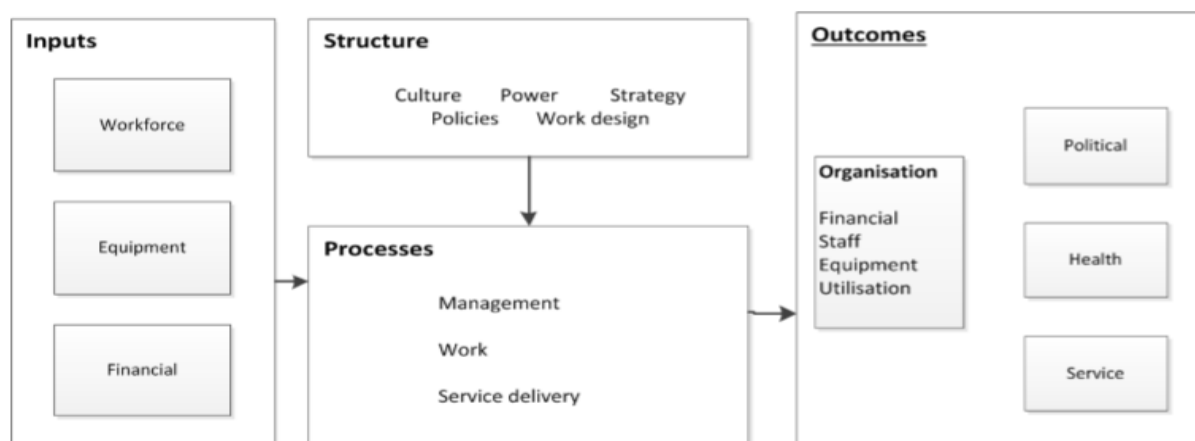 Inputs
Workforce
Equipment
Financial
Structure
Culture Power Strategy
Policies Work design
Processes
Management
Work
Service delivery
Outcomes
Organisation
Financial
Staff
Equipment
Utilisation
Political
Health
Service